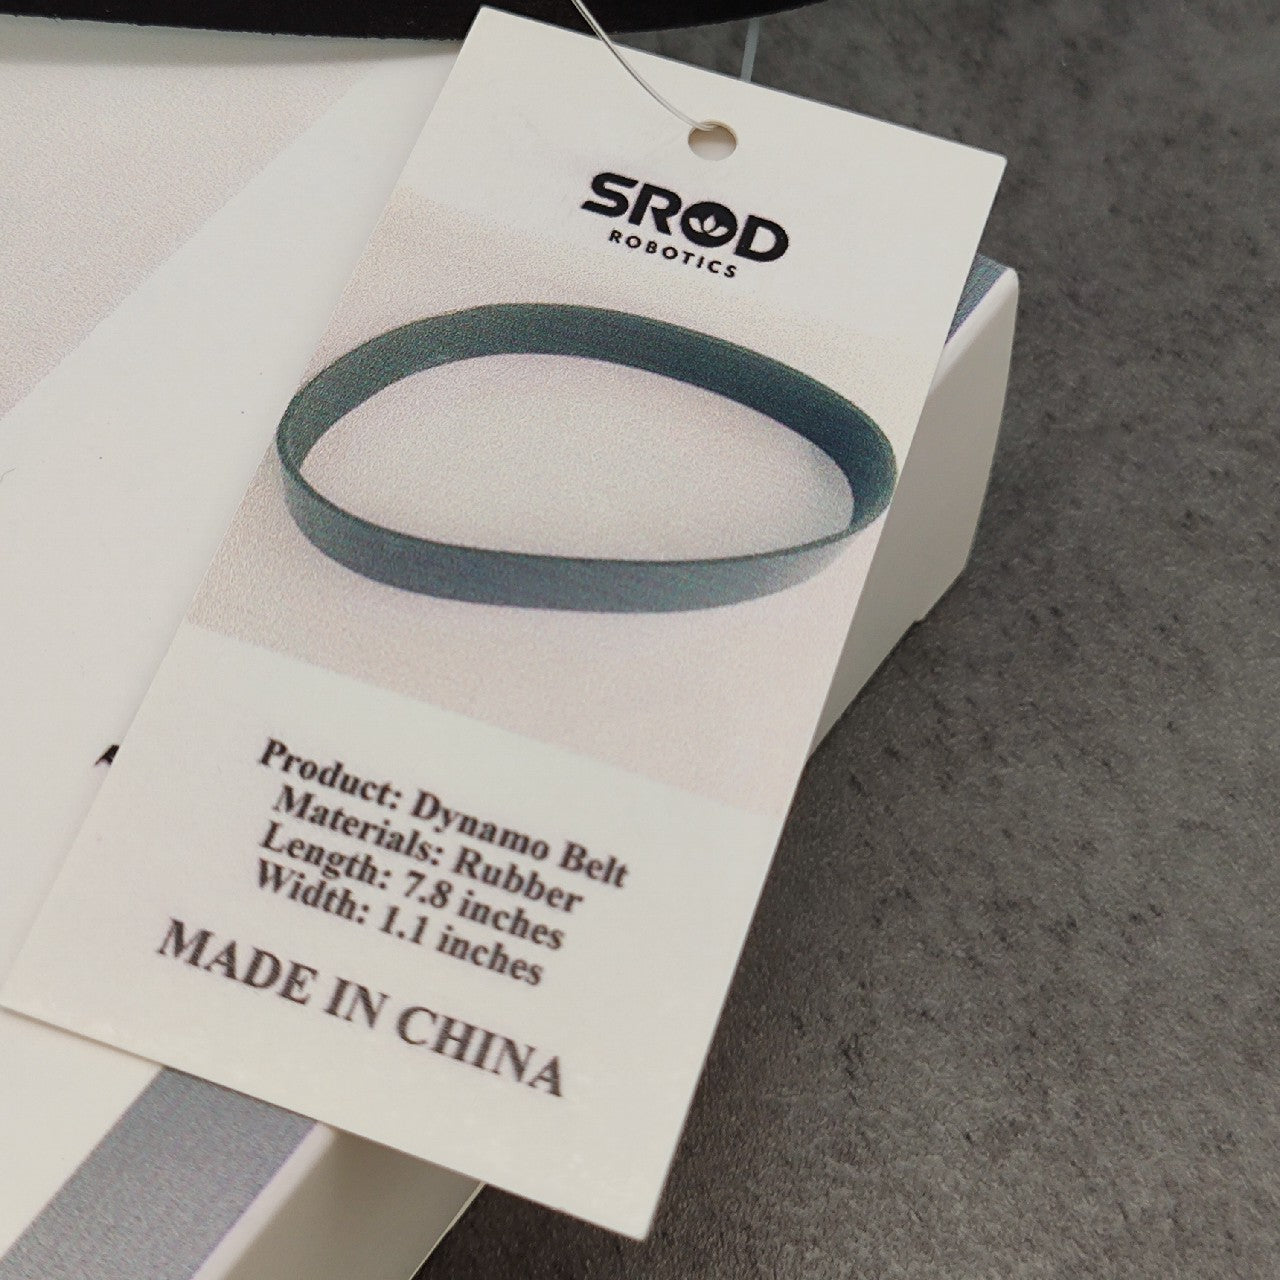 SROD
ROBOTICS
Product: Dynamo Belt
Materials: Rubber
Length: 7.8 inches
Width: 1.1 inches
MADE IN CHINA